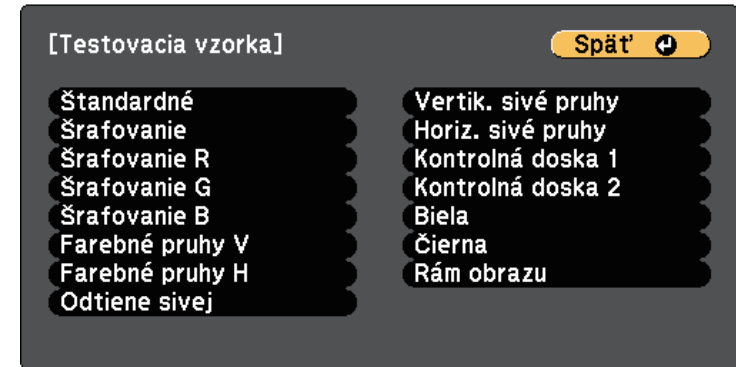 [Testovacia vzorka]
Späť
Štandardné
Šrafovanie
Šrafovanie R
Šrafovanie G
Šrafovanie B
Farebné pruhy V
Farebné pruhy H
Odtiene sivej
Vertik. sivé pruhy
Horiz. sivé pruhy
Kontrolná doska 1
Kontrolná doska 2
Biela
Čierna
Rám obrazu